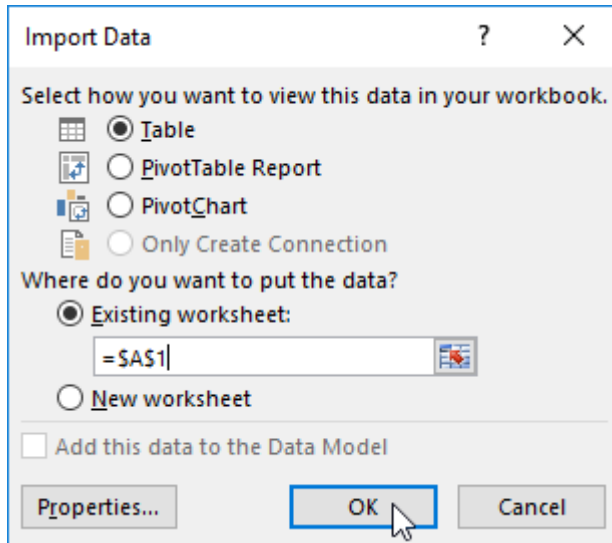 Import Data ?
Select how you want to view this data in your workbook.
Table
PivotTable Report
PivotChart
Only Create Connection
Where do you want to put the data?
Existing worksheet:
=$A$1
New worksheet
Add this data to the Data Model
Properties... OK Cancel